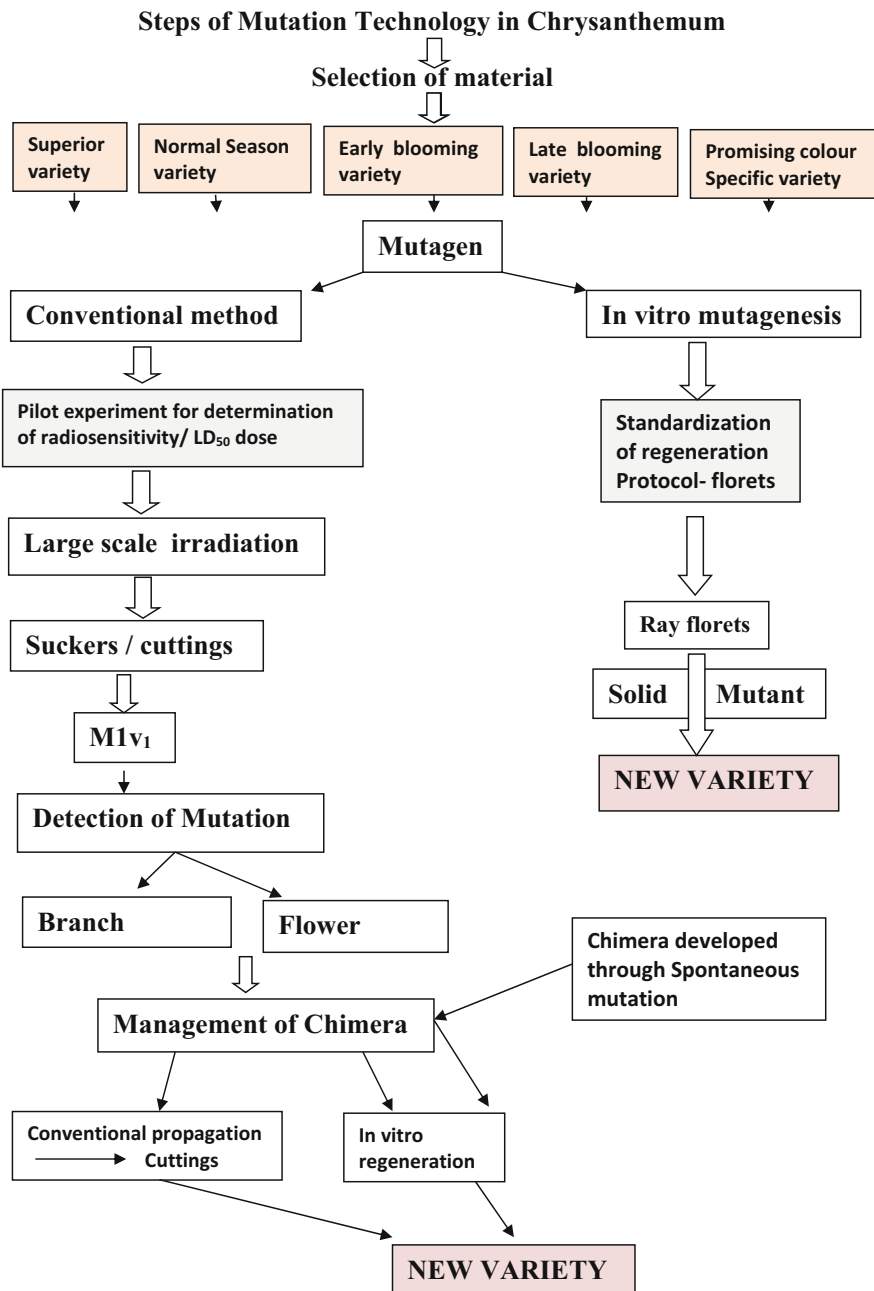 Steps of Mutation Technology in Chrysanthemum
Selection of material
Superior
variety
Normal Season
variety
Early blooming
variety
Late blooming
variety
Promising colour
Specific variety
Mutagen
Conventional method
In vitro mutagenesis
Pilot experiment for determination
of radiosensitivity/ LD₅₀ dose
Standardization
of regeneration
Protocol- florets
Large scale irradiation
Suckers / cuttings
Ray florets
Solid Mutant
M1v₁
NEW VARIETY
Detection of Mutation
Branch
Flower
Chimera developed
through Spontaneous
mutation
Management of Chimera
Conventional propagation
Cuttings
In vitro
regeneration
NEW VARIETY